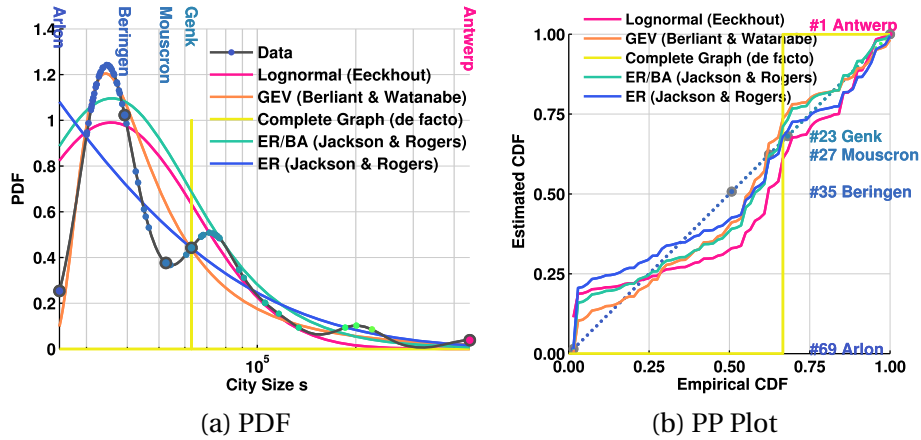 Arlon
Beringen
Mouscron
Genk
Antwerp
1.4
1.2
1
0.8
0.6
0.4
0.2
0
PDF
Data
Lognormal (Eeckhout)
GEV (Berliant & Watanabe)
Complete Graph (de facto)
ER/BA (Jackson & Rogers)
ER (Jackson & Rogers)
10^5
City Size s
(a) PDF
1.00
0.75
0.50
0.25
0.00
Estimated CDF
Lognormal (Eeckhout)
GEV (Berliant & Watanabe)
Complete Graph (de facto)
ER/BA (Jackson & Rogers)
ER (Jackson & Rogers)
#1 Antwerp
#23 Genk
#27 Mouscron
#35 Beringen
#69 Arlon
0.00 0.25 0.50 0.75 1.00
Empirical CDF
(b) PP Plot